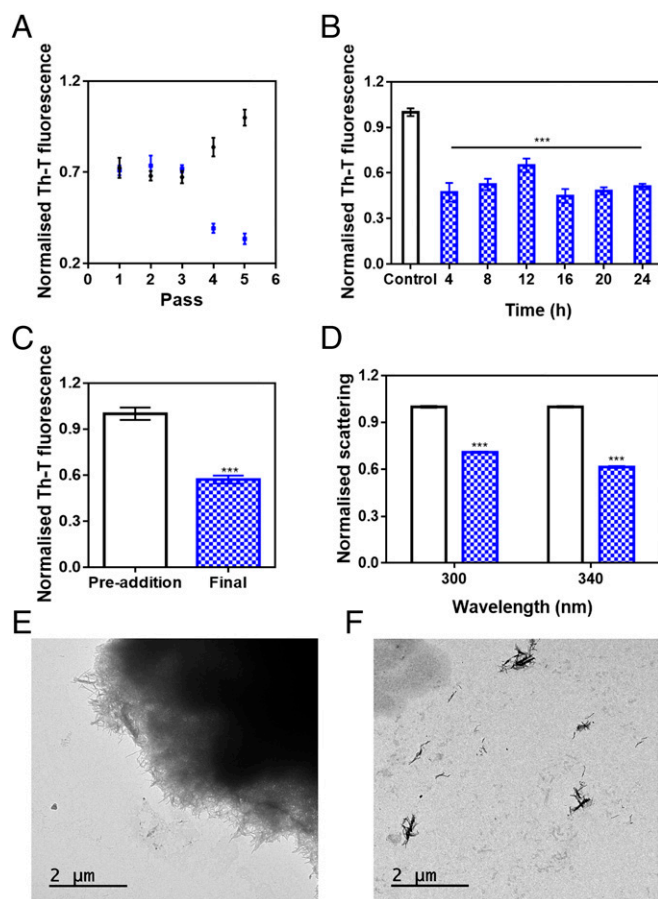 A
Normalised Th-T fluorescence
1.2
0.7
0.2
0 1 2 3 4 5 6
Pass
B
Normalised Th-T fluorescence
1.2
0.9
0.6
0.3
0.0
***
Control 4 8 12 16 20 24
Time (h)
C
Normalised Th-T fluorescence
1.2
0.9
0.6
0.3
0.0
***
Pre-addition Final
D
Normalised scattering
1.2
0.9
0.6
0.3
0.0
***
***
300 340
Wavelength (nm)
E
2 µm
F
2 µm